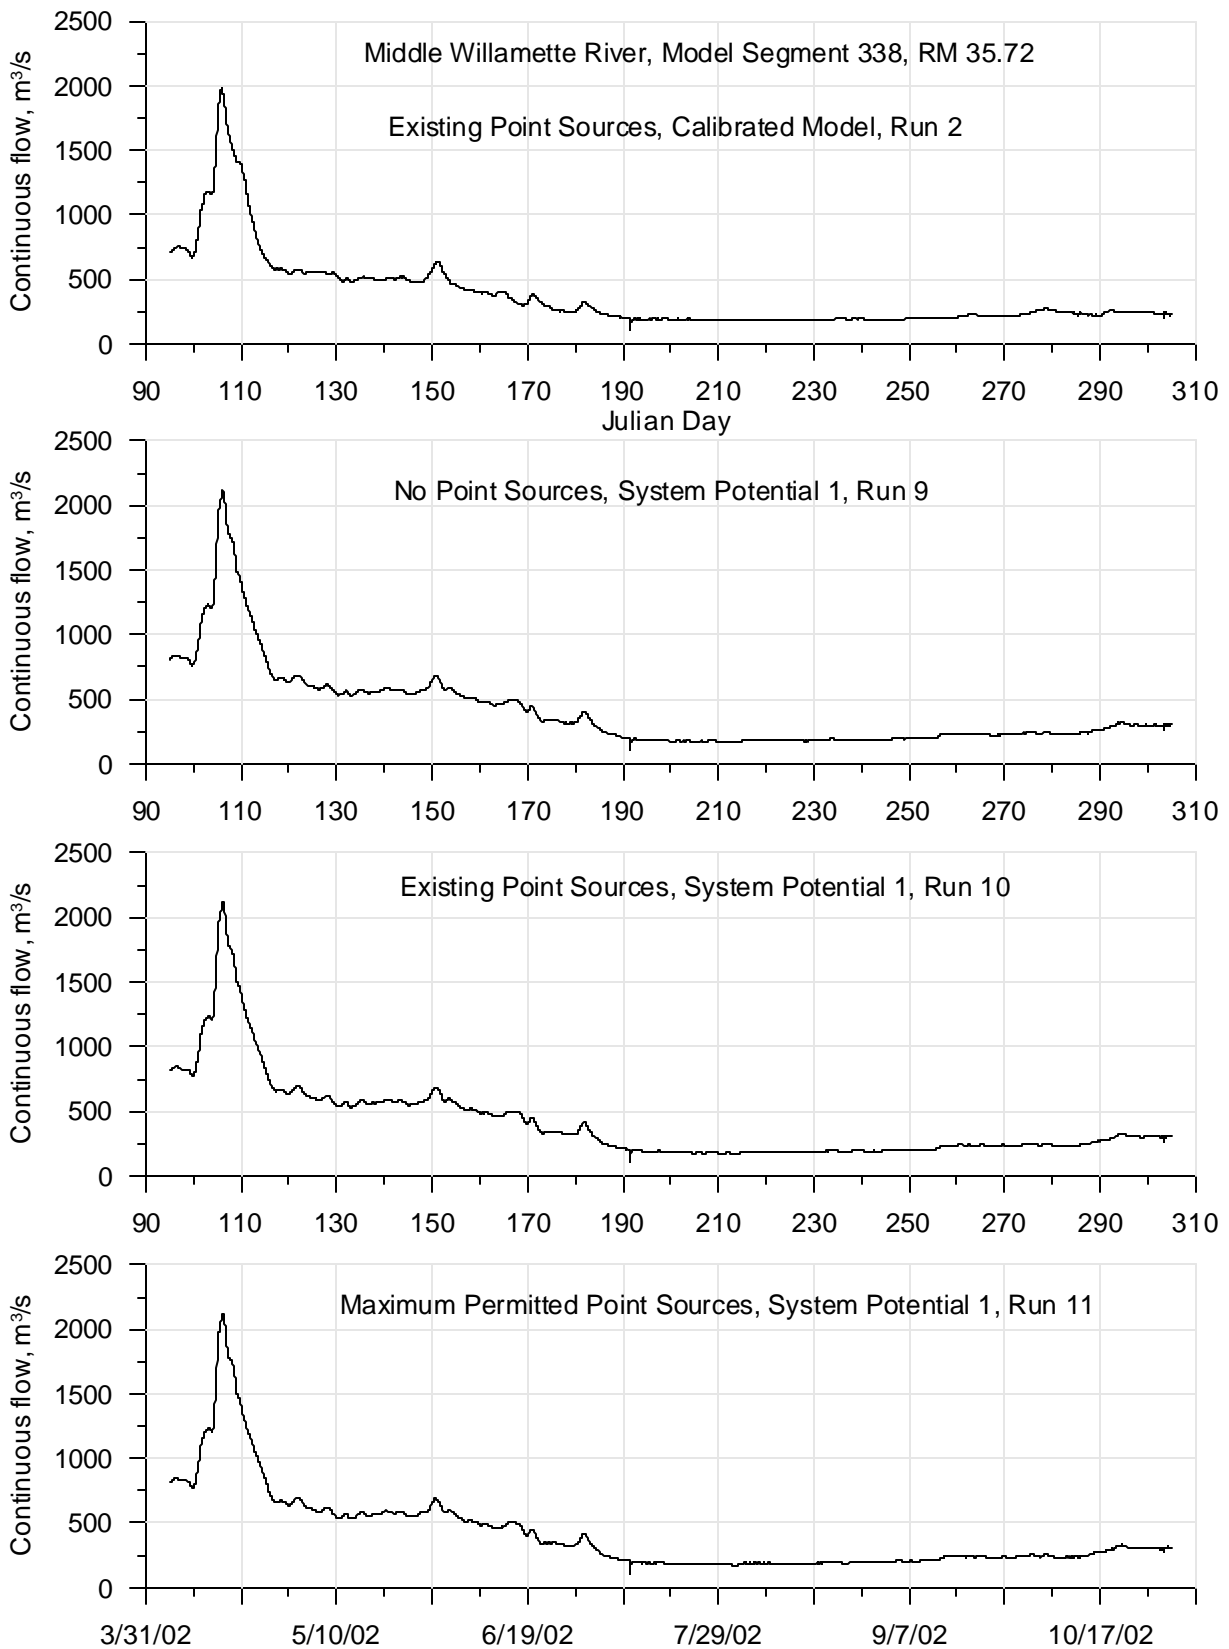 Middle Willamette River, Model Segment 338, RM 35.72
Existing Point Sources, Calibrated Model, Run 2
Continuous flow, m³/s
2500
2000
1500
1000
500
0
90 110 130 150 170 190 210 230 250 270 290 310
Julian Day
No Point Sources, System Potential 1, Run 9
Continuous flow, m³/s
2500
2000
1500
1000
500
0
90 110 130 150 170 190 210 230 250 270 290 310
Existing Point Sources, System Potential 1, Run 10
Continuous flow, m³/s
2500
2000
1500
1000
500
0
90 110 130 150 170 190 210 230 250 270 290 310
Maximum Permitted Point Sources, System Potential 1, Run 11
Continuous flow, m³/s
2500
2000
1500
1000
500
0
3/31/02 5/10/02 6/19/02 7/29/02 9/7/02 10/17/02